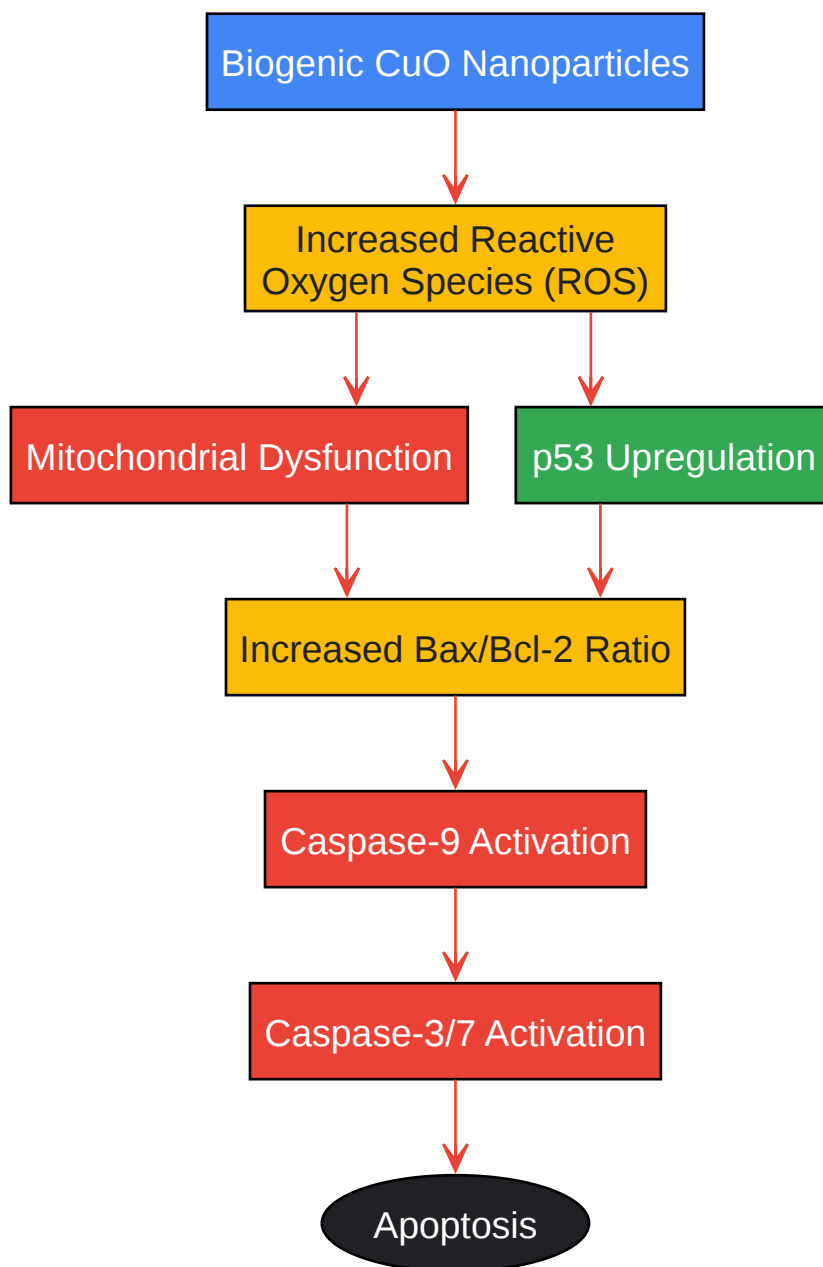 Biogenic CuO Nanoparticles
Increased Reactive
Oxygen Species (ROS)
Mitochondrial Dysfunction
p53 Upregulation
Increased Bax/Bcl-2 Ratio
Caspase-9 Activation
Caspase-3/7 Activation
Apoptosis